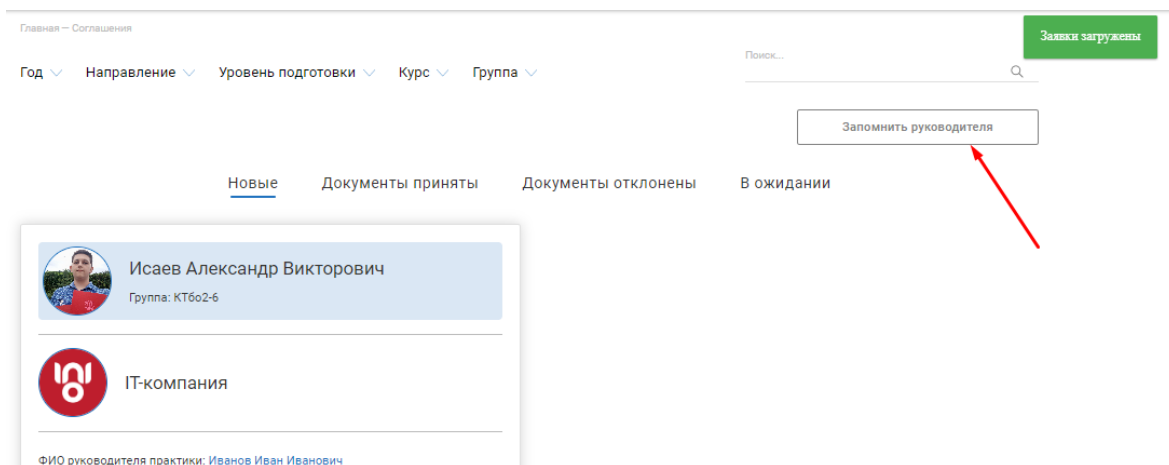 Главная — Соглашения
Заявки загружены
Год Направление Уровень подготовки Курс Группа
Поиск...
Запомнить руководителя
Новые Документы приняты Документы отклонены В ожидании
Исаев Александр Викторович
Группа: КТбо2-6
IT-компания
ФИО руководителя практики: Иванов Иван Иванович